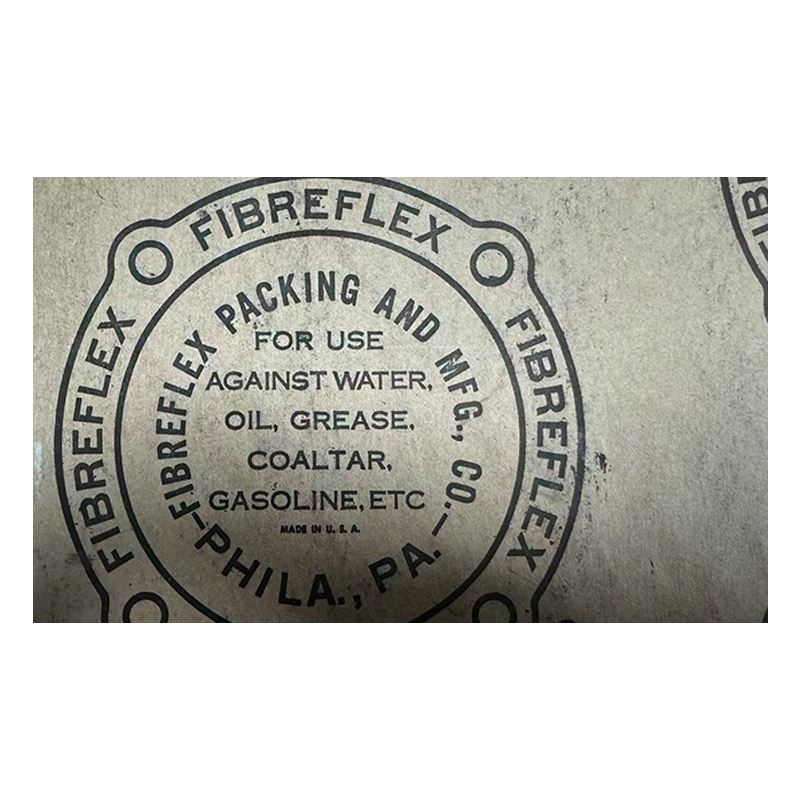 FIBREFLEX
FIBREFLEX
FIBREFLEX
FIBREFLEX PACKING AND MFG., CO.
FOR USE
AGAINST WATER,
OIL, GREASE,
COALTAR,
GASOLINE, ETC
MADE IN U. S. A.
—PHILA., PA.—
FIB